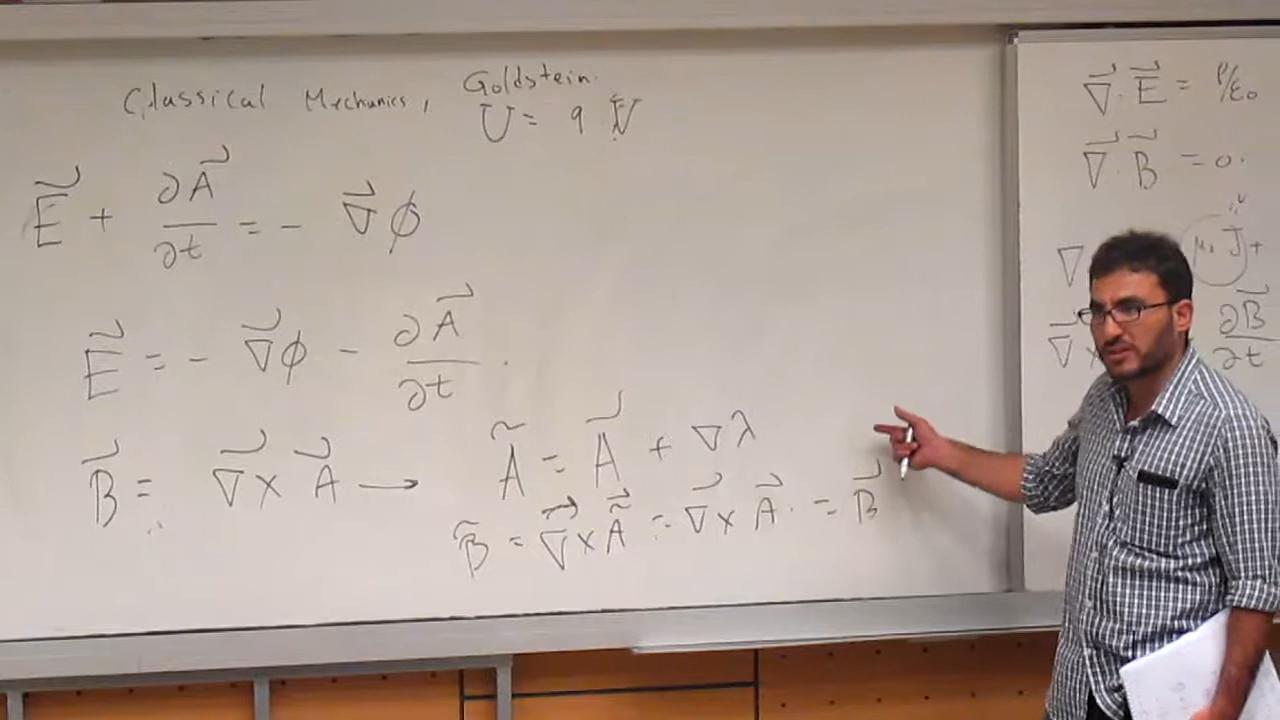 Classical Mechanics, Goldstein.
U = q V
E⃗ + ∂A⃗/∂t = - ∇⃗ϕ
E⃗ = - ∇⃗ϕ - ∂A⃗/∂t .
B⃗ = ∇⃗ × A⃗ → Ã = A⃗ + ∇λ
B̃ = ∇⃗ × Ã⃗ = ∇⃗ × A⃗ . = B⃗
∇⃗ · E⃗ = ρ/ε₀
∇⃗ · B⃗ = 0.
∇ μ₀ J⃗ +
∇⃗ × ∂B⃗/∂t